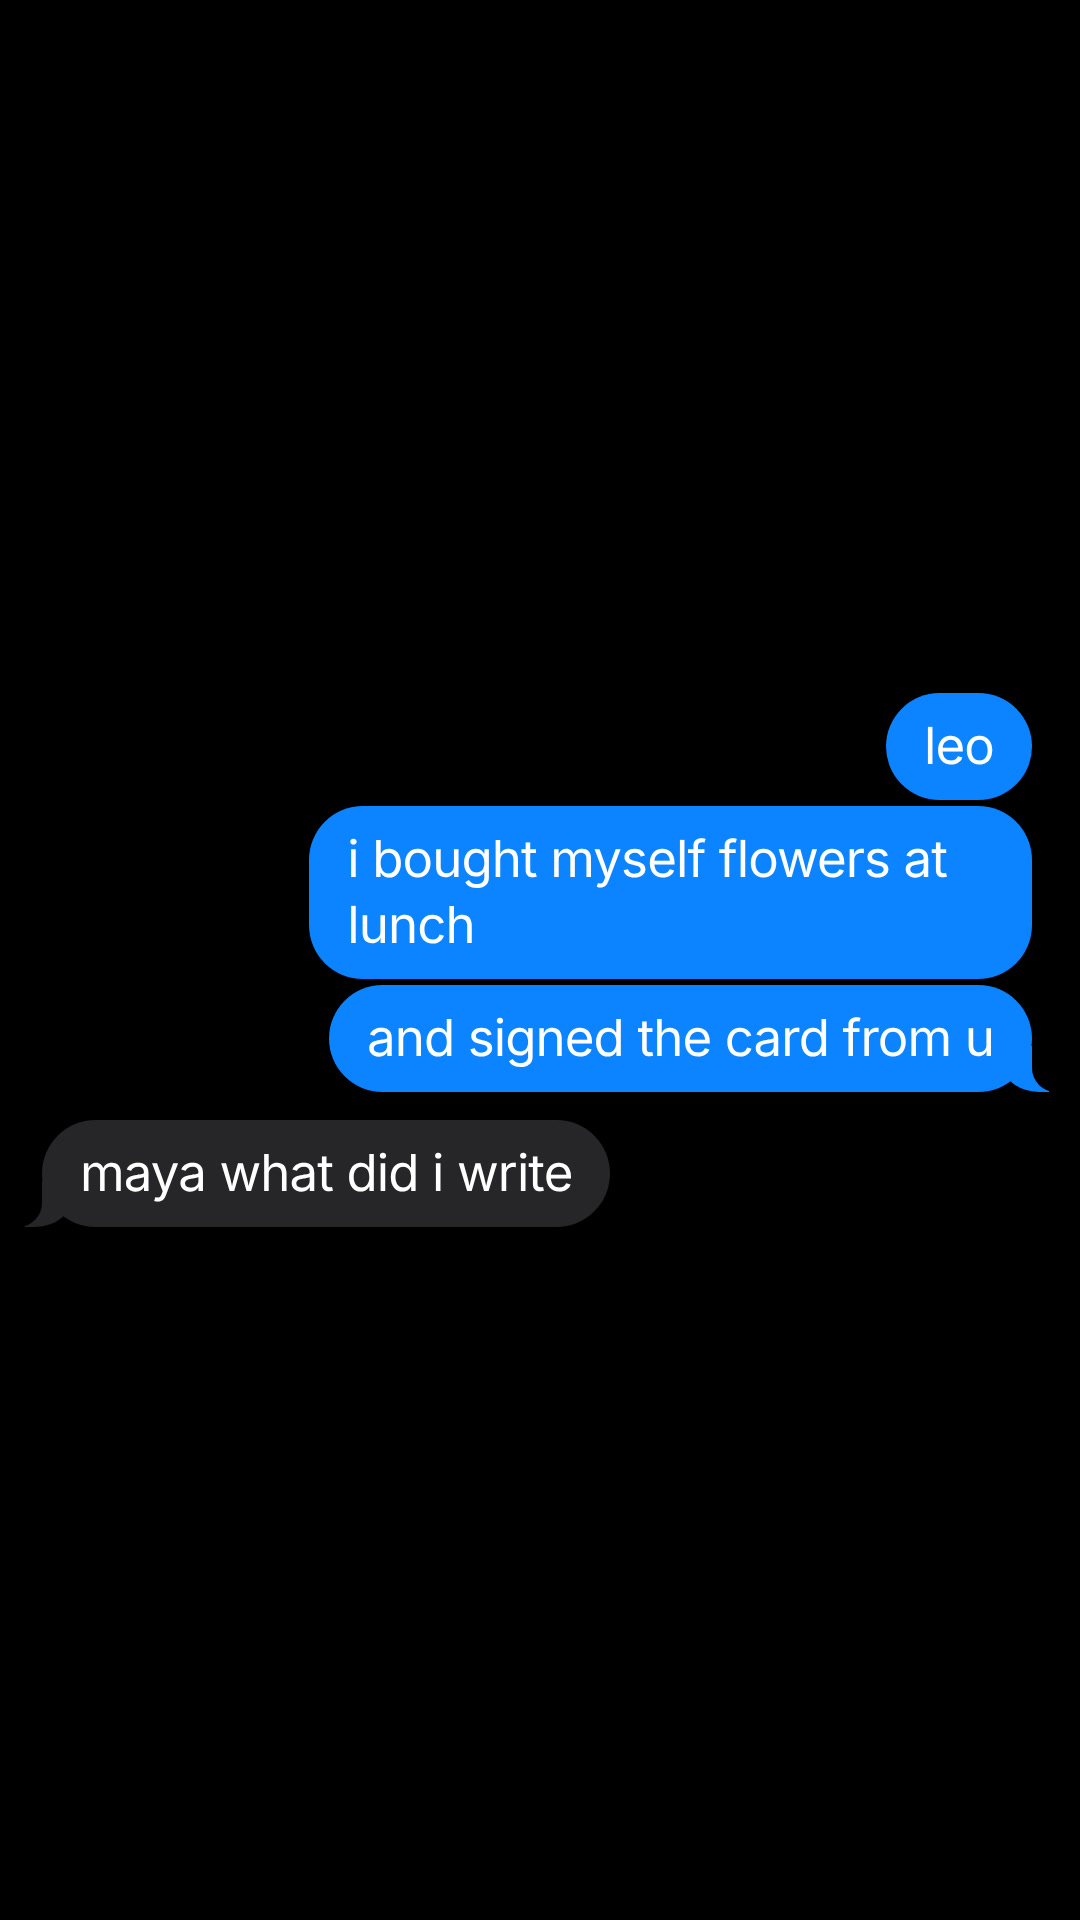 leo
i bought myself flowers at
lunch
and signed the card from u
maya what did i write